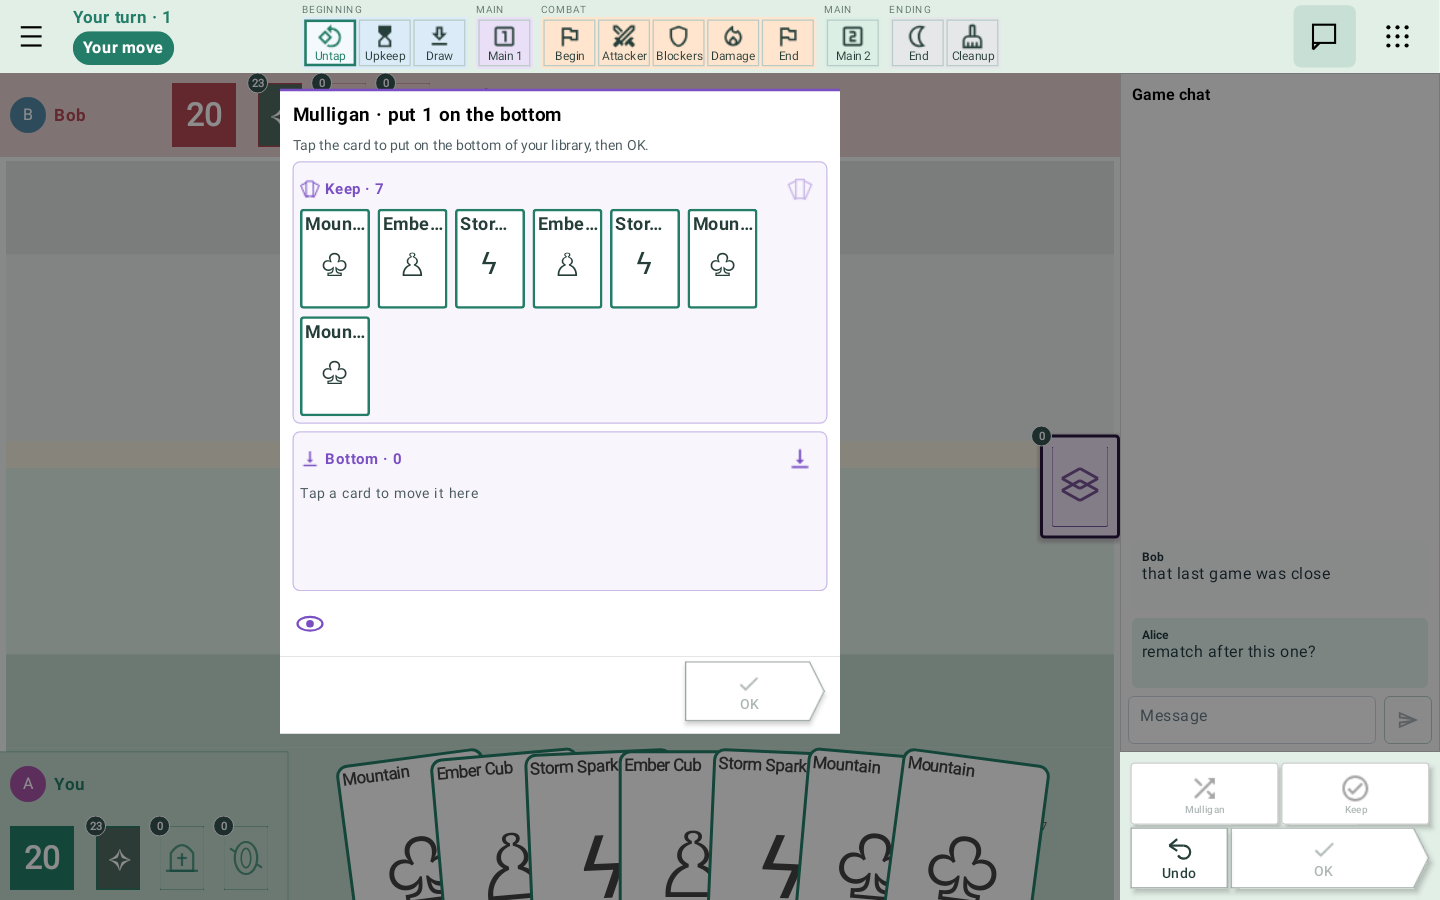 Your turn · 1
Your move
BEGINNING
Untap
Upkeep
Draw
MAIN
Main 1
COMBAT
Begin
Attacker
Blockers
Damage
End
MAIN
Main 2
ENDING
End
Cleanup
B
Bob
20
23
0
0
Mulligan · put 1 on the bottom
Tap the card to put on the bottom of your library, then OK.
Keep · 7
Moun...
Embe...
Stor...
Embe...
Stor...
Moun...
Moun...
Bottom · 0
Tap a card to move it here
OK
0
Game chat
Bob
that last game was close
Alice
rematch after this one?
Message
A
You
20
23
0
0
Mountain
Ember Cub
Storm Spark
Ember Cub
Storm Spark
Mountain
Mountain
7
Mulligan
Keep
Undo
OK